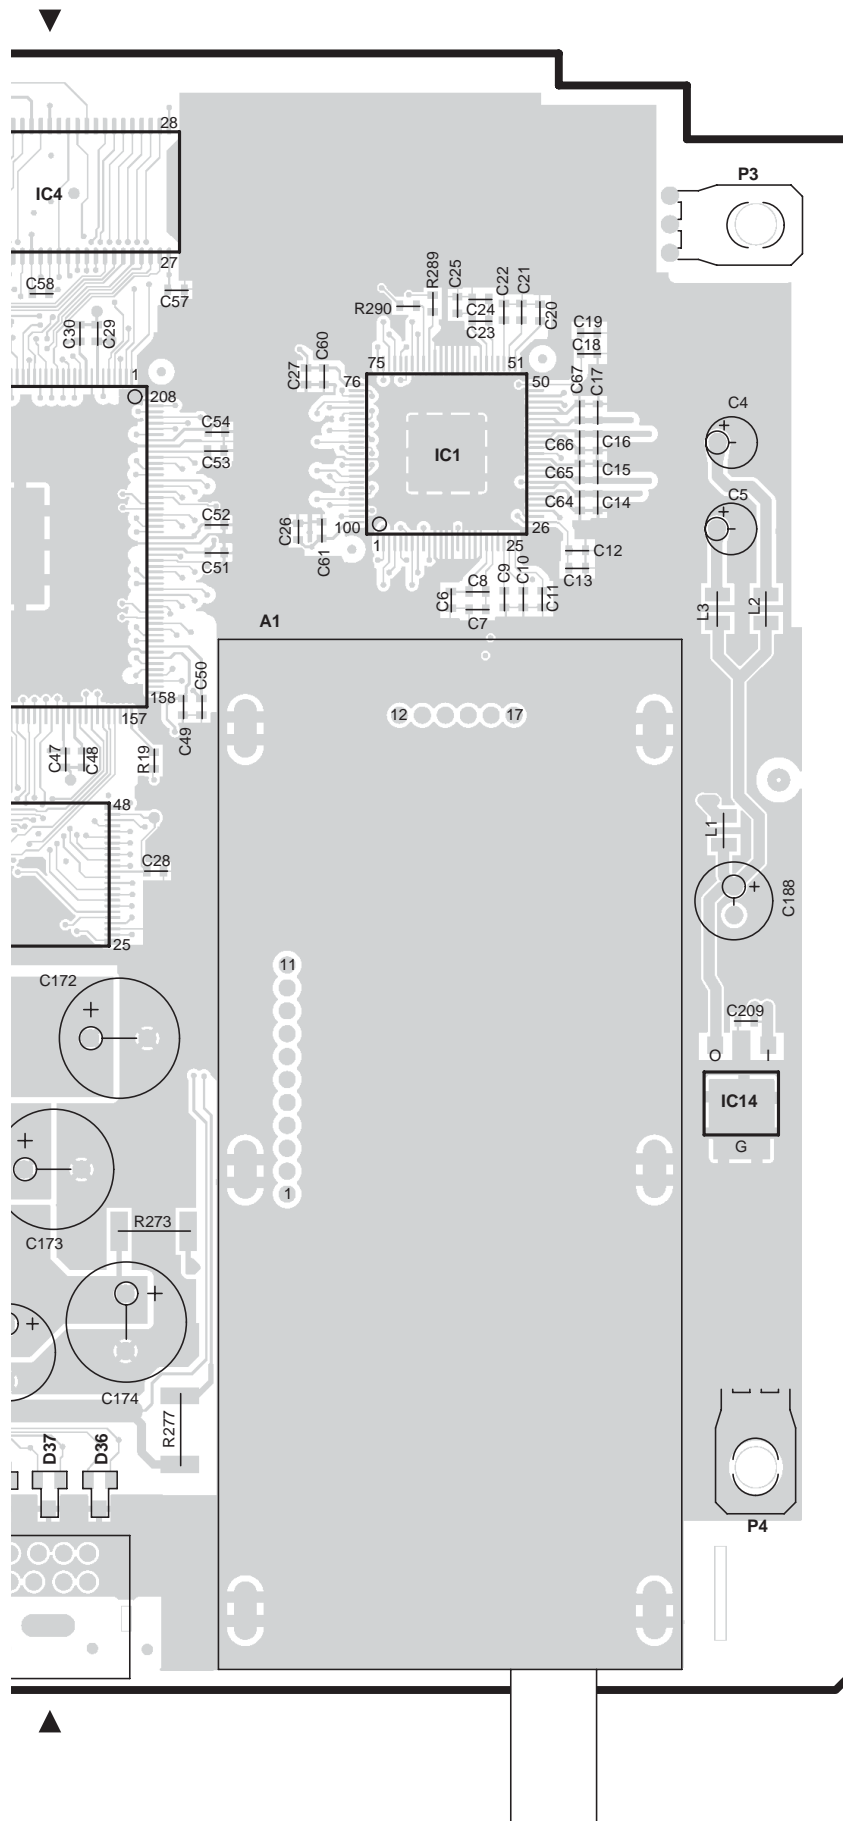 28
P3
IC4
27
C58
C57
R289
C25
C22
C21
R290
C24
C20
C23
C30
C29
C19
C18
1
208
C27
C60
75
51
76
50
C67
C17
C4
+
-
C54
C53
IC1
C66
C16
C65
C15
C5
+
-
C52
C51
C26
C61
100
1
25
26
C64
C14
C12
C13
C6
C8
C7
C9
C10
C11
L3
L2
A1
158
157
C50
C49
12
17
C47
C48
R19
48
L1
C28
+
-
C188
25
11
C172
+
C209
O
I
IC14
G
+
1
C173
R273
+
+
C174
R277
D37
D36
P4